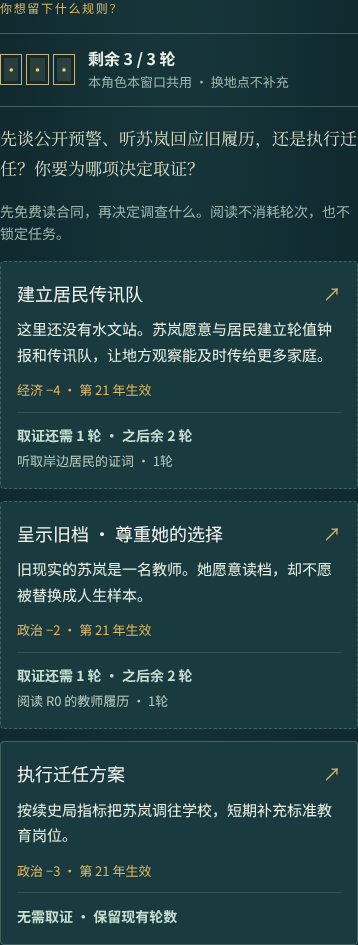 你想留下什么规则？
剩余 3 / 3 轮
本角色本窗口共用 · 换地点不补充
先谈公开预警、听苏岚回应旧履历，还是执行迁
任？你要为哪项决定取证？
先免费读合同，再决定调查什么。阅读不消耗轮次，也不
锁定任务。
建立居民传讯队 ↗
这里还没有水文站。苏岚愿意与居民建立轮值钟
报和传讯队，让地方观察能及时传给更多家庭。
经济 −4 · 第 21 年生效
取证还需 1 轮 · 之后余 2 轮
听取岸边居民的证词 · 1轮
呈示旧档 · 尊重她的选择 ↗
旧现实的苏岚是一名教师。她愿意读档，却不愿
被替换成人生样本。
政治 −2 · 第 21 年生效
取证还需 1 轮 · 之后余 2 轮
阅读 R0 的教师履历 · 1轮
执行迁任方案 ↗
按续史局指标把苏岚调往学校，短期补充标准教
育岗位。
政治 −3 · 第 21 年生效
无需取证 · 保留现有轮数